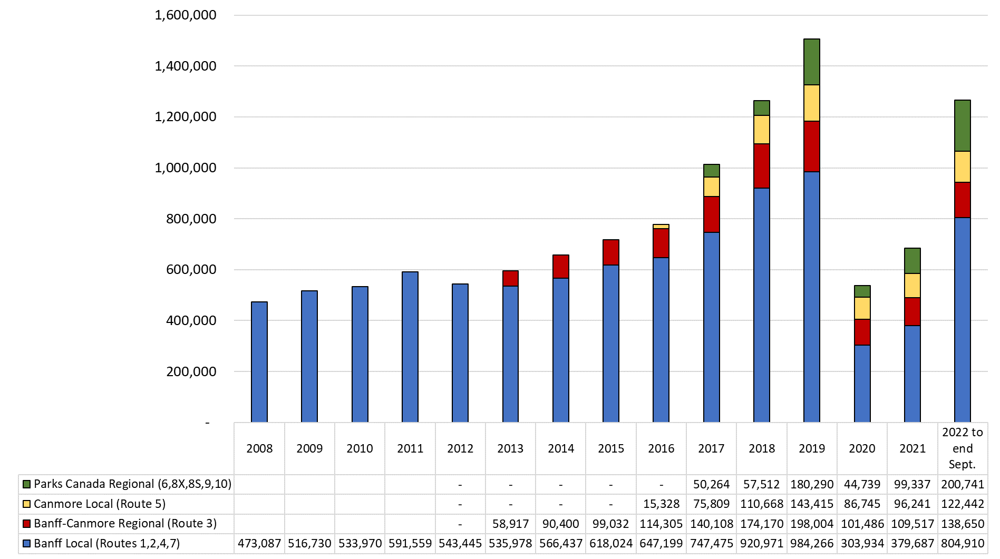 1,600,000
1,400,000
1,200,000
1,000,000
800,000
600,000
400,000
200,000
-
2008 2009 2010 2011 2012 2013 2014 2015 2016 2017 2018 2019 2020 2021 2022 to
end
Sept.
Parks Canada Regional (6,8X,8S,9,10) - - - - - 50,264 57,512 180,290 44,739 99,337 200,741
Canmore Local (Route 5) - - - - 15,328 75,809 110,668 143,415 86,745 96,241 122,442
Banff-Canmore Regional (Route 3) - 58,917 90,400 99,032 114,305 140,108 174,170 198,004 101,486 109,517 138,650
Banff Local (Routes 1,2,4,7) 473,087 516,730 533,970 591,559 543,445 535,978 566,437 618,024 647,199 747,475 920,971 984,266 303,934 379,687 804,910